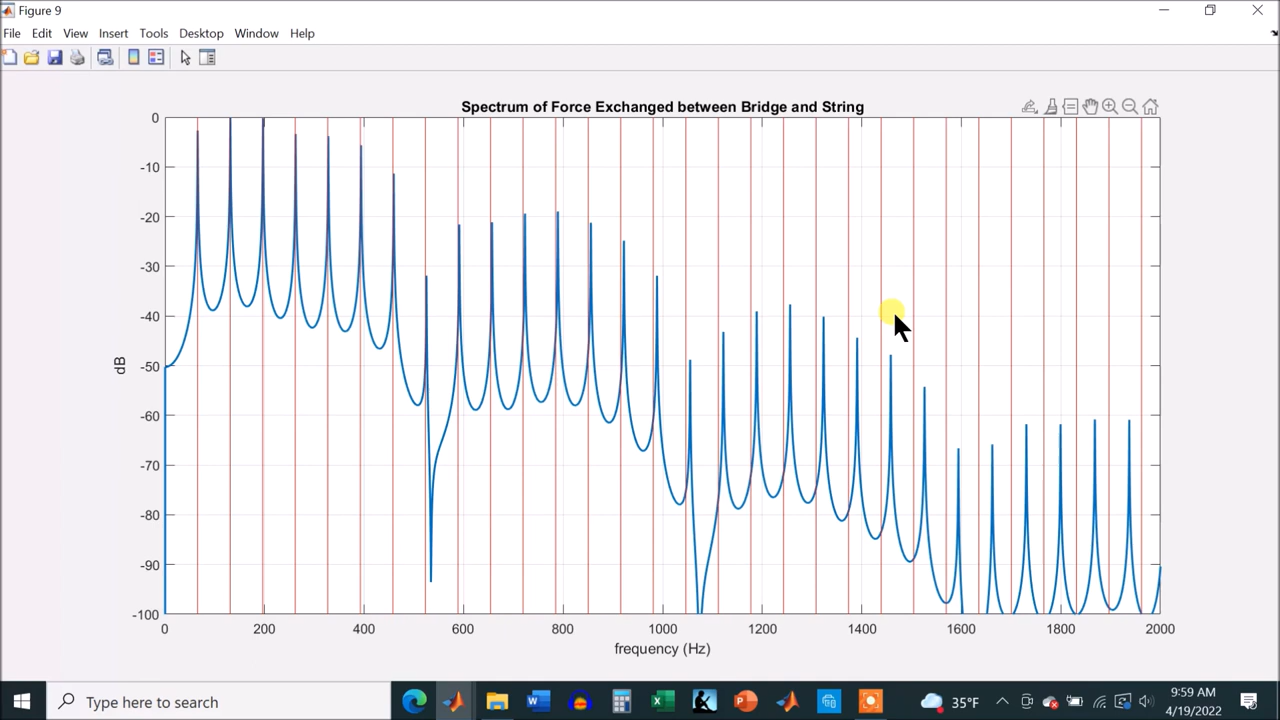 Figure 9
File Edit View Insert Tools Desktop Window Help
Spectrum of Force Exchanged between Bridge and String
0
-10
-20
-30
-40
-50
-60
-70
-80
-90
-100
dB
0 200 400 600 800 1000 1200 1400 1600 1800 2000
frequency (Hz)
Type here to search
35°F
9:59 AM
4/19/2022